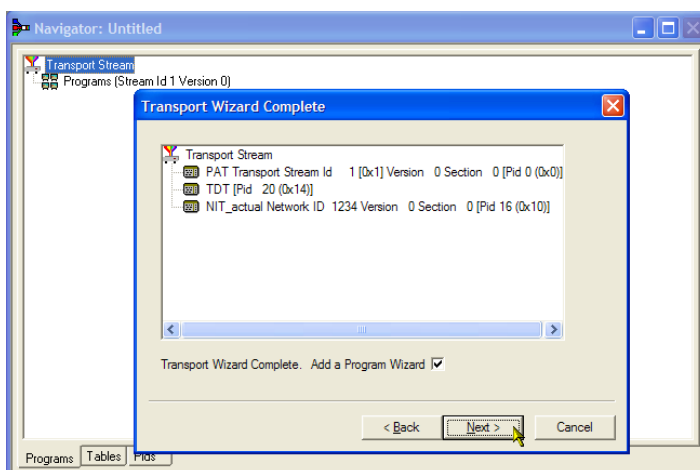 Navigator: Untitled
Transport Stream
Programs (Stream Id 1 Version 0)
Transport Wizard Complete
Transport Stream
PAT Transport Stream Id 1 [0x1] Version 0 Section 0 [Pid 0 (0x0)]
TDT [Pid 20 (0x14)]
NIT_actual Network ID 1234 Version 0 Section 0 [Pid 16 (0x10)]
Transport Wizard Complete. Add a Program Wizard
< Back Next > Cancel
Programs Tables Pids